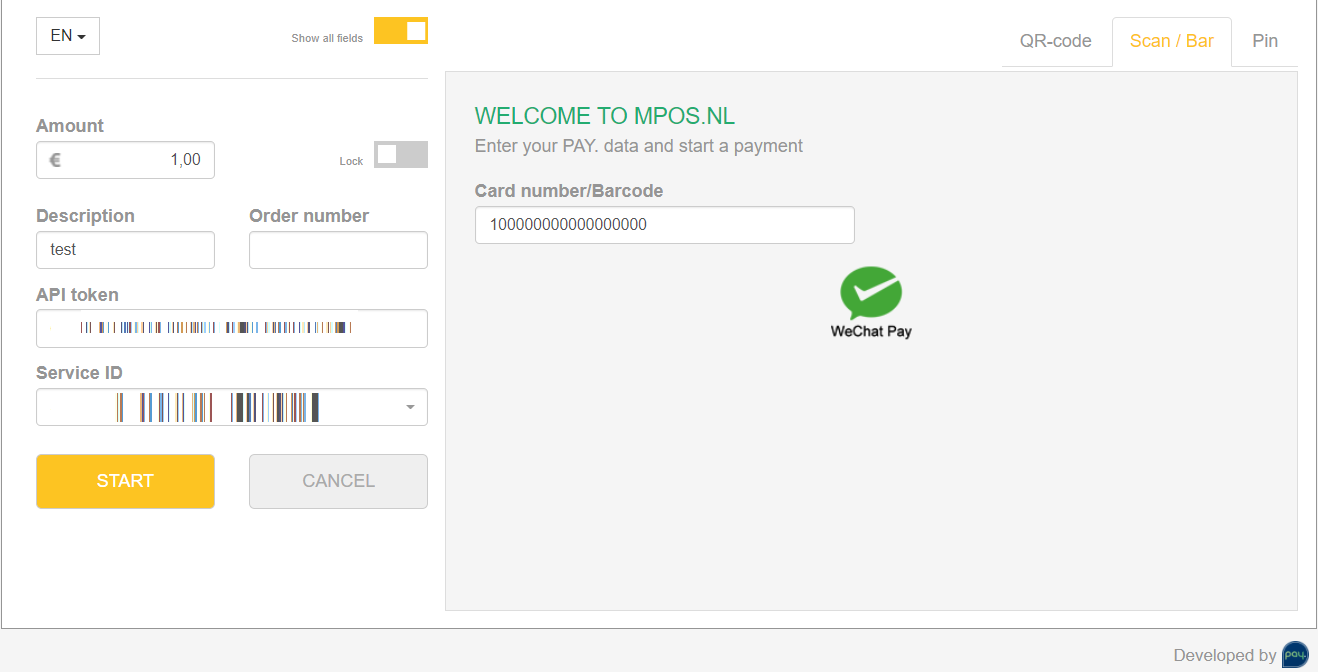 EN
Show all fields
QR-code
Scan / Bar
Pin
Amount
€ 1,00
Lock
Description
Order number
test
API token
Service ID
START
CANCEL
WELCOME TO MPOS.NL
Enter your PAY. data and start a payment
Card number/Barcode
100000000000000000
WeChat Pay
Developed by pay.